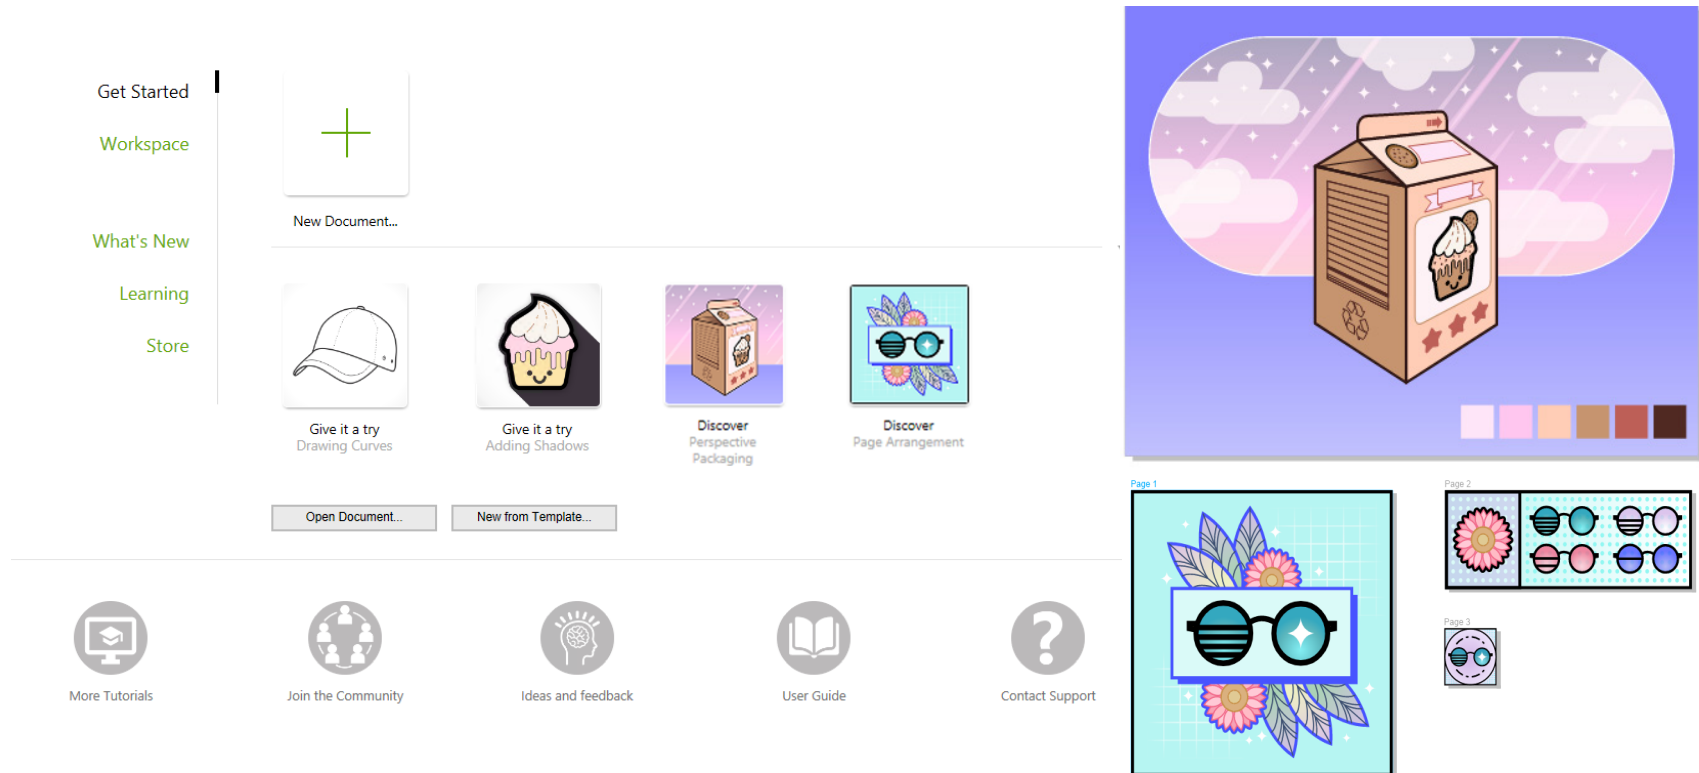 Get Started
Workspace
What's New
Learning
Store
New Document...
Give it a try
Drawing Curves
Give it a try
Adding Shadows
Discover
Perspective
Packaging
Discover
Page Arrangement
Open Document...
New from Template...
More Tutorials
Join the Community
Ideas and feedback
User Guide
Contact Support
Page 1
Page 2
Page 3